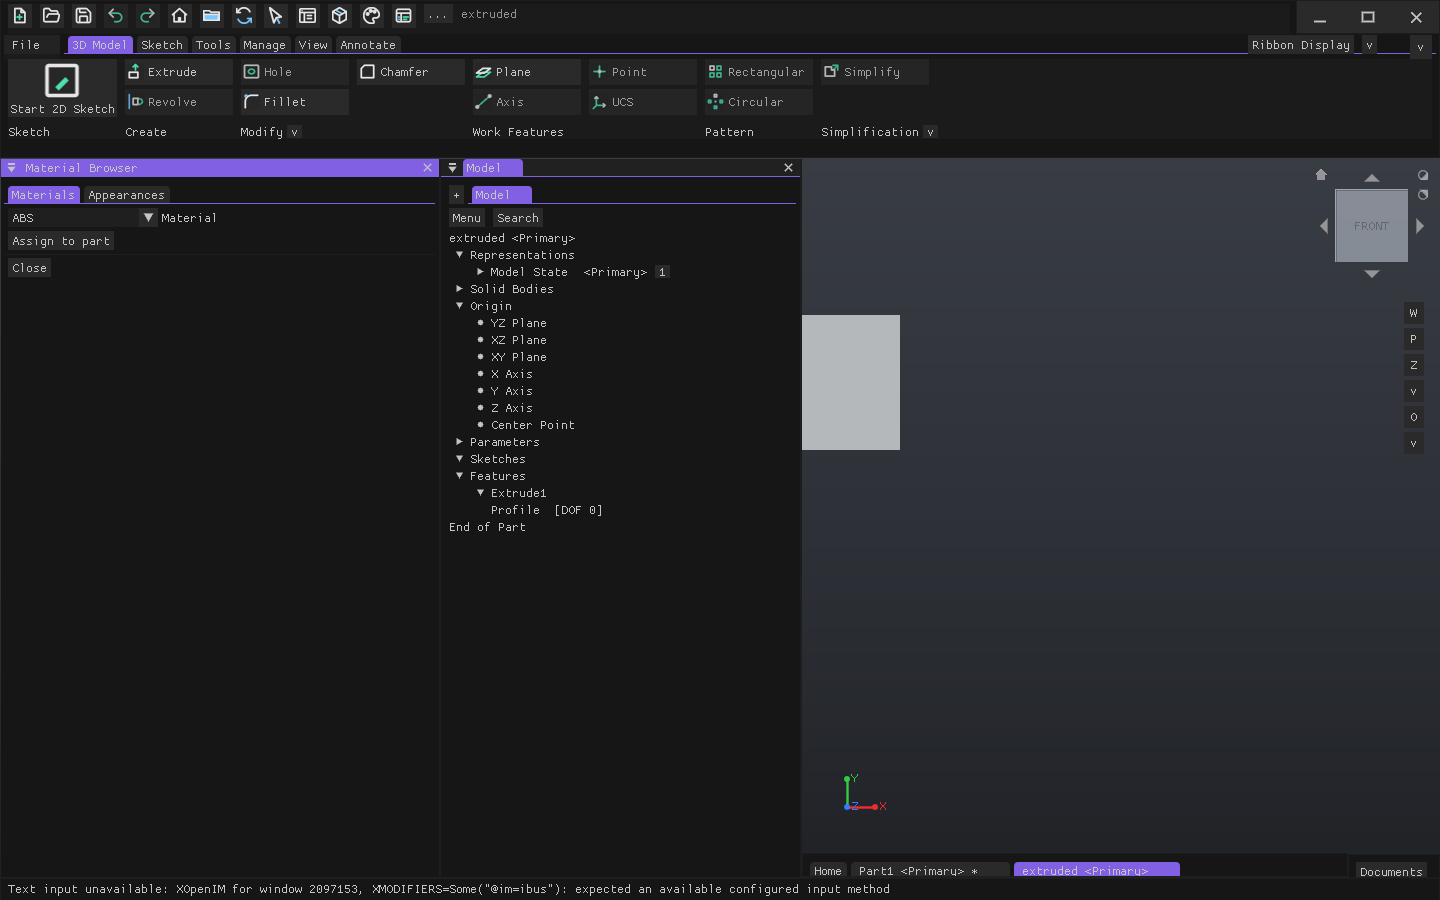 ... extruded
File 3D Model Sketch Tools Manage View Annotate Ribbon Display v v
Start 2D Sketch
Extrude
Revolve
Hole
Fillet
Chamfer
Plane
Axis
Point
UCS
Rectangular
Circular
Simplify
Sketch Create Modify v Work Features Pattern Simplification v
Material Browser
Materials Appearances
ABS Material
Assign to part
Close
Model
+ Model
Menu Search
extruded <Primary>
Representations
Model State <Primary> 1
Solid Bodies
Origin
YZ Plane
XZ Plane
XY Plane
X Axis
Y Axis
Z Axis
Center Point
Parameters
Sketches
Features
Extrude1
Profile [DOF 0]
End of Part
FRONT
W
P
Z
v
O
v
Y
Z X
Home Part1 <Primary> * extruded <Primary> Documents
Text input unavailable: XOpenIM for window 2097153, XMODIFIERS=Some("@im=ibus"): expected an available configured input method